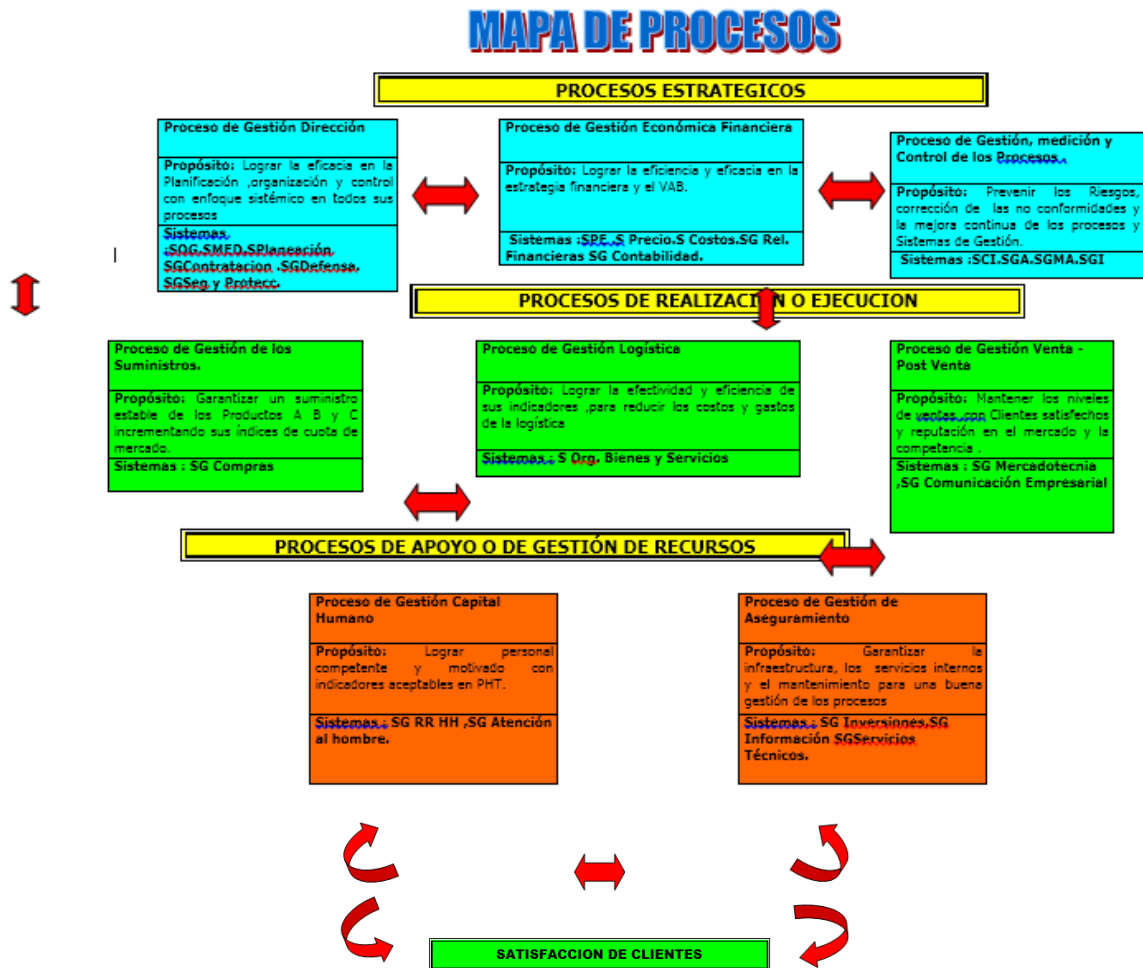 MAPA DE PROCESOS
PROCESOS ESTRATEGICOS
Proceso de Gestión Dirección
Propósito: Lograr la eficacia en la
Planificación ,organización y control
con enfoque sistémico en todos sus
procesos
Sistemas
:SOG.SMED.SPlaneación
SGContratacion .SGDefensa.
SGSeg y Protecc.
Proceso de Gestión Económica Financiera
Propósito: Lograr la eficiencia y eficacia en la
estrategia financiera y el VAB.
Sistemas :SPE. S Precio.S Costos.SG Rel.
Financieras SG Contabilidad.
Proceso de Gestión, medición y
Control de los Procesos .
Propósito: Prevenir los Riesgos,
corrección de las no conformidades y
la mejora continua de los procesos y
Sistemas de Gestión.
Sistemas :SCI.SGA.SGMA.SGI
PROCESOS DE REALIZACION O EJECUCION
Proceso de Gestión de los
Suministros.
Propósito: Garantizar un suministro
estable de los Productos A B y C
incrementando sus índices de cuota de
mercado.
Sistemas : SG Compras
Proceso de Gestión Logística
Propósito: Lograr la efectividad y eficiencia de
sus indicadores ,para reducir los costos y gastos
de la logística
Sistemas : S Org. Bienes y Servicios
Proceso de Gestión Venta -
Post Venta
Propósito: Mantener los niveles
de ventas ,con Clientes satisfechos
y reputación en el mercado y la
competencia .
Sistemas : SG Mercadotecnia
,SG Comunicación Empresarial
PROCESOS DE APOYO O DE GESTIÓN DE RECURSOS
Proceso de Gestión Capital
Humano
Propósito: Lograr personal
competente y motivado con
indicadores aceptables en PHT.
Sistemas : SG RR HH ,SG Atención
al hombre.
Proceso de Gestión de
Aseguramiento
Propósito: Garantizar la
infraestructura, los servicios internos
y el mantenimiento para una buena
gestión de los procesos
Sistemas : SG Inversiones.SG
Información SGServicios
Técnicos.
SATISFACCION DE CLIENTES